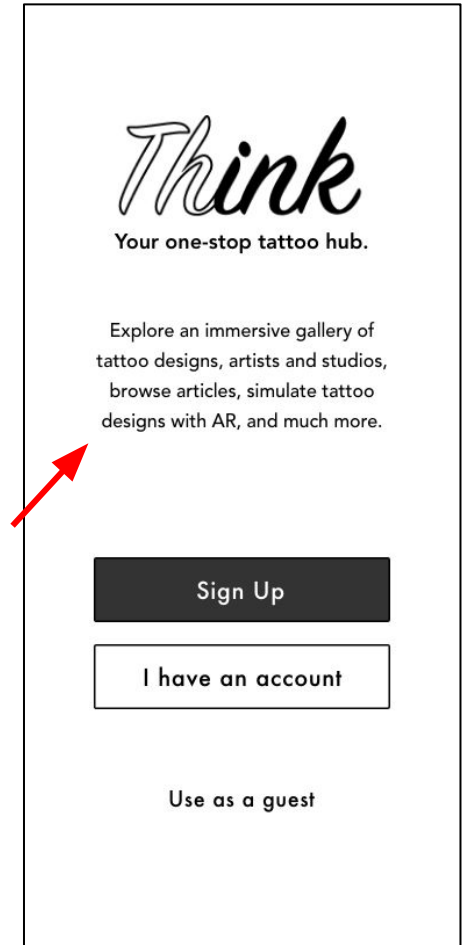 Think
Your one-stop tattoo hub.
Explore an immersive gallery of
tattoo designs, artists and studios,
browse articles, simulate tattoo
designs with AR, and much more.
Sign Up
I have an account
Use as a guest